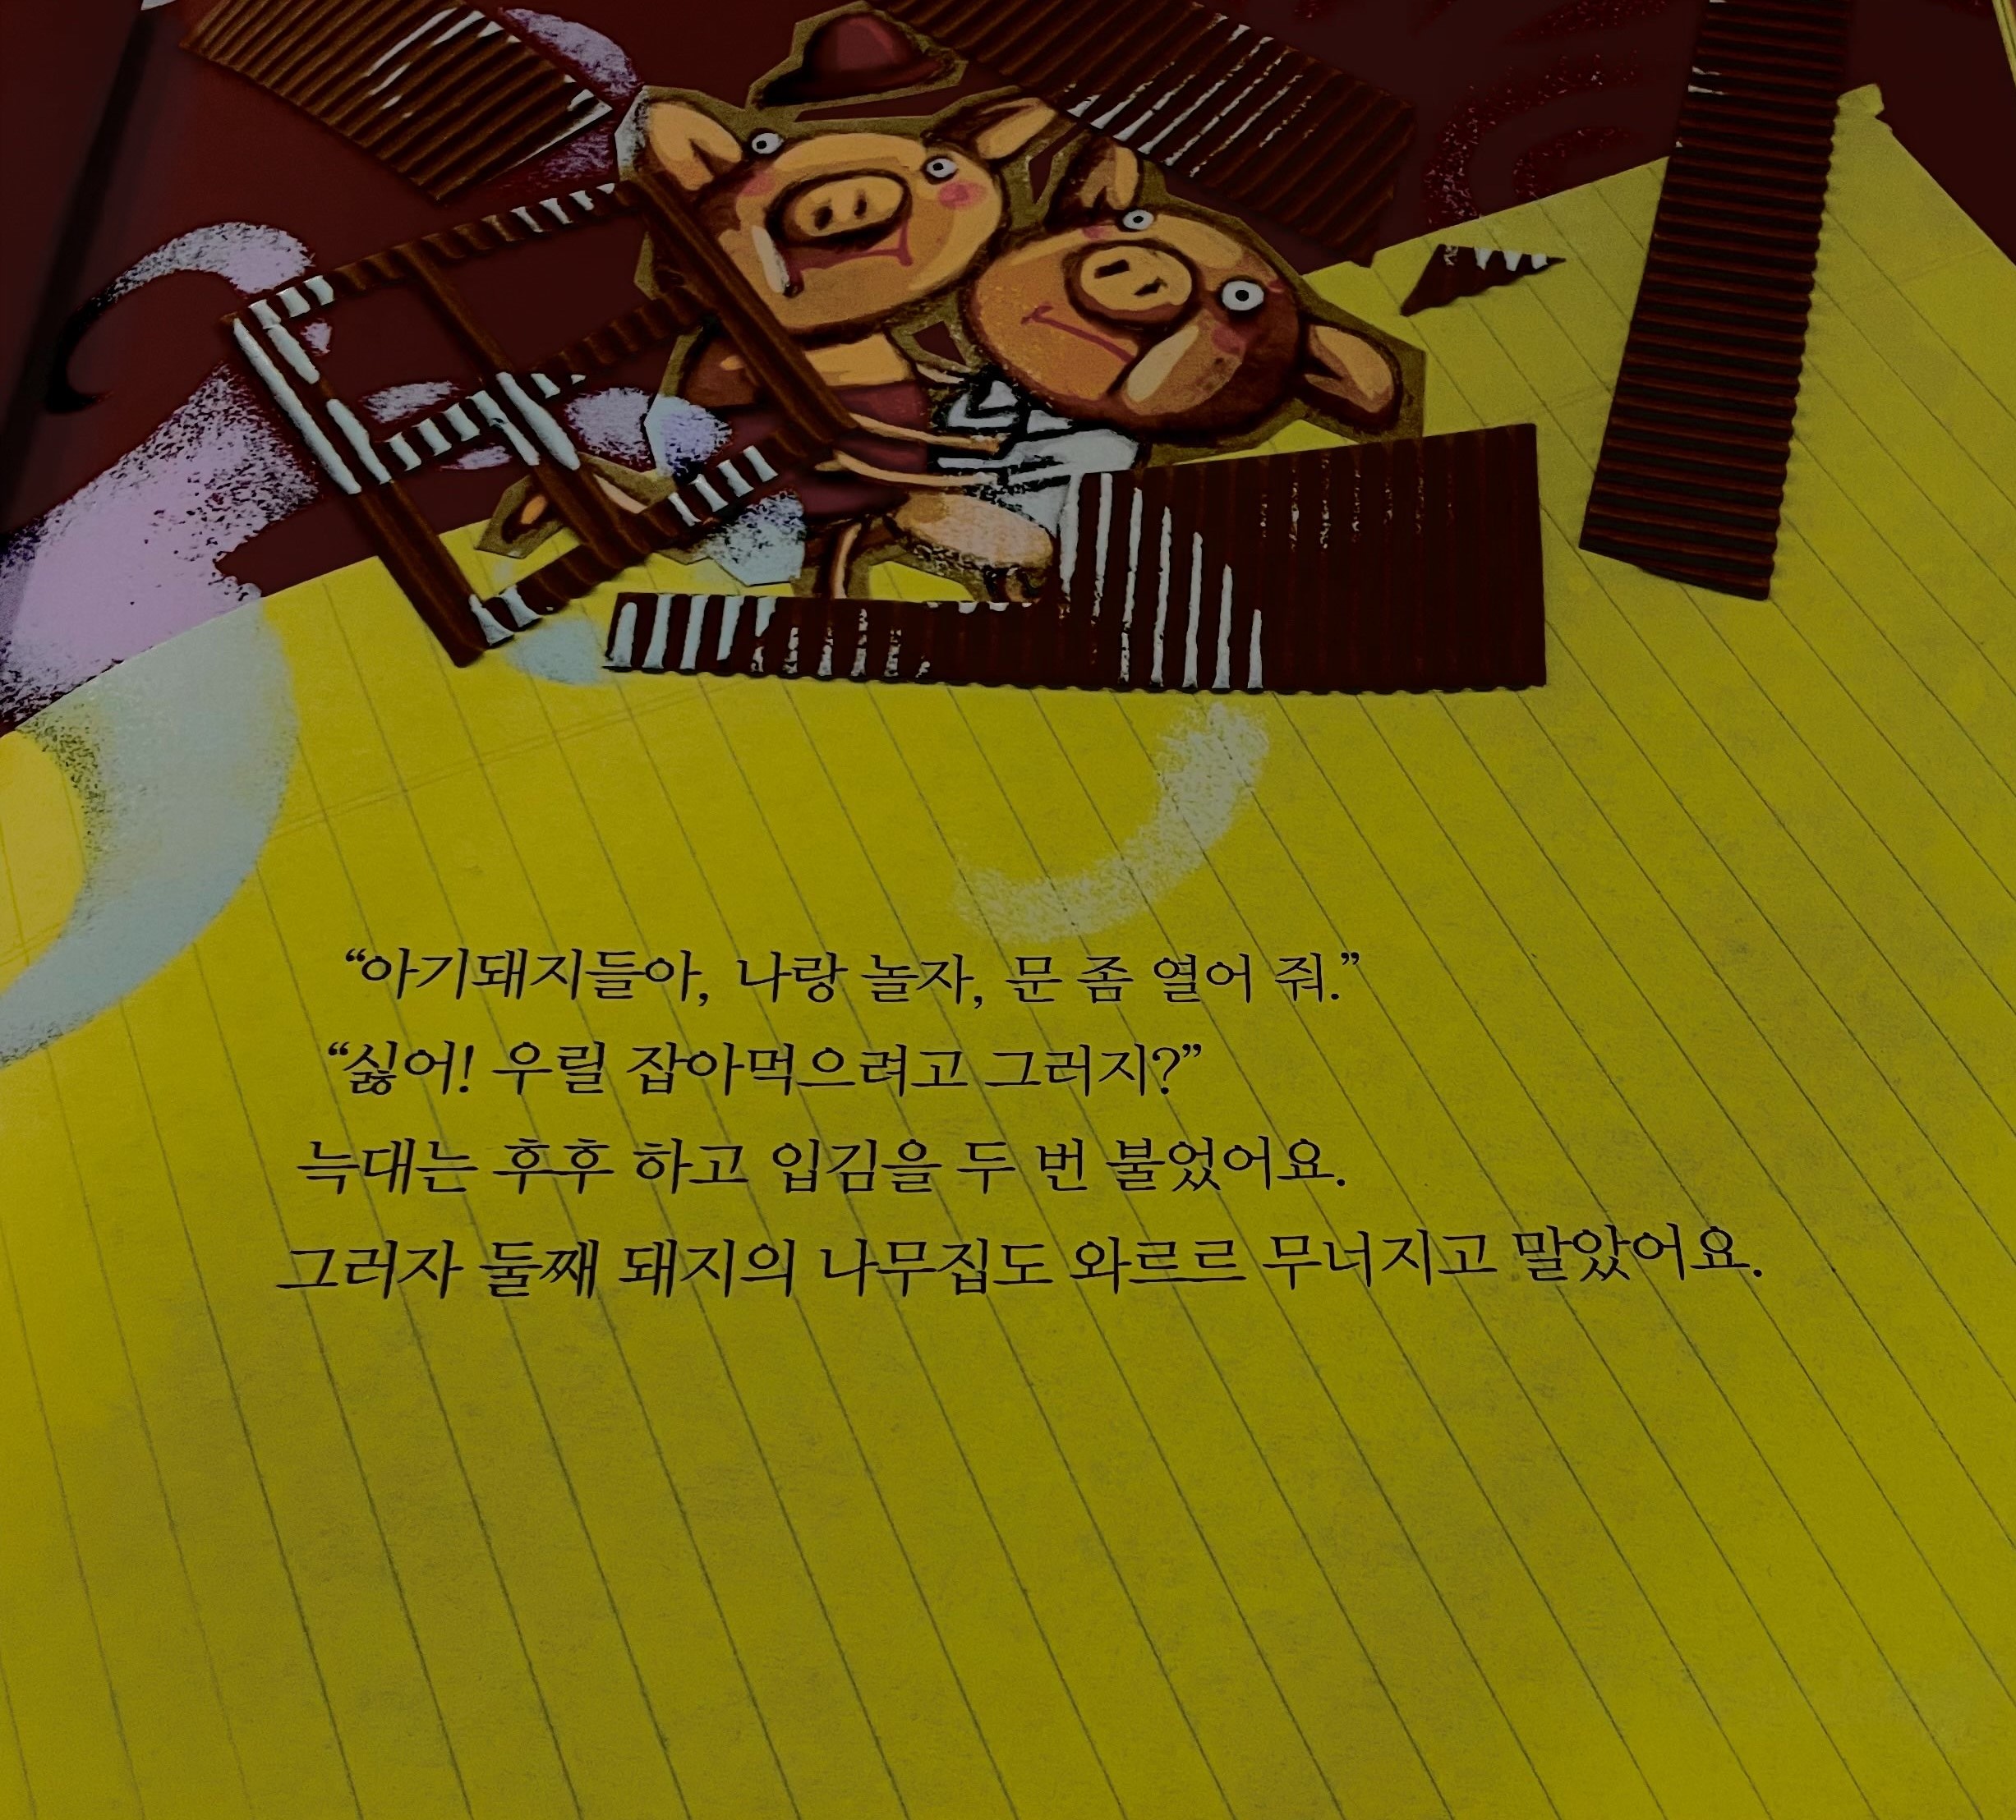 “아기돼지들아, 나랑 놀자, 문 좀 열어 줘.”
“싫어! 우릴 잡아먹으려고 그러지?”
늑대는 후후 하고 입김을 두 번 불었어요.
그러자 둘째 돼지의 나무집도 와르르 무너지고 말았어요.